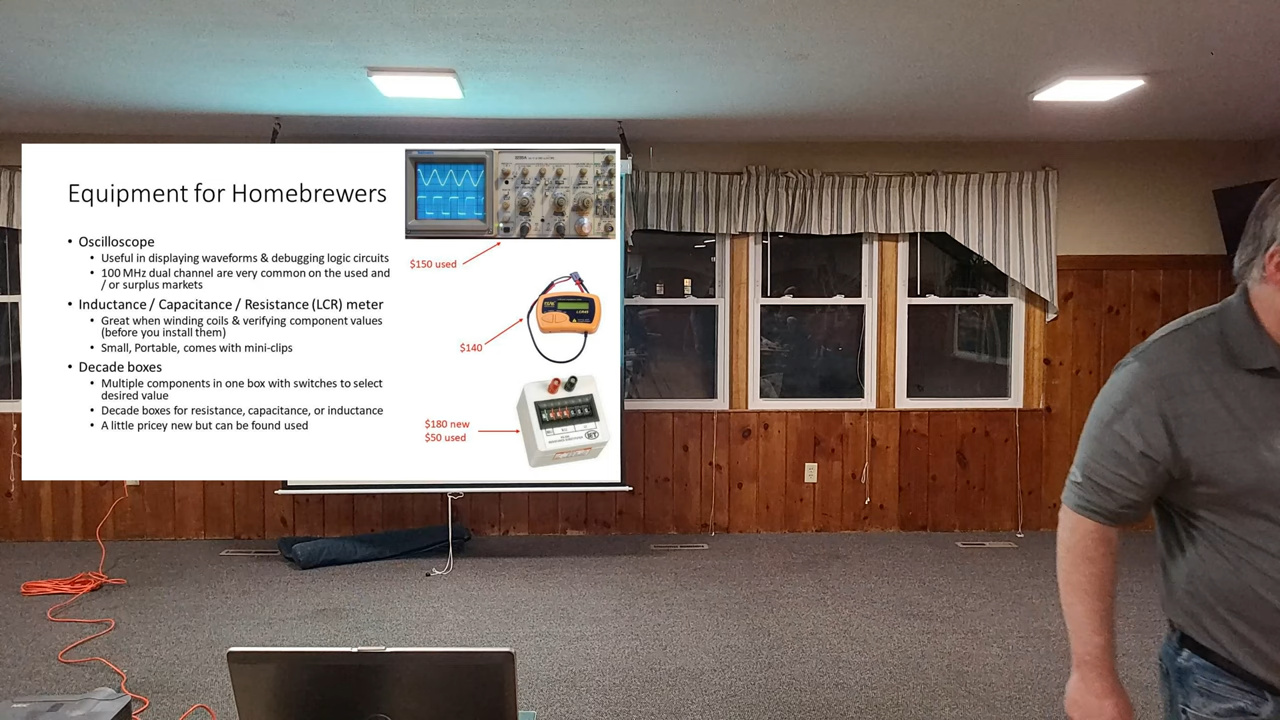 Equipment for Homebrewers
• Oscilloscope
• Useful in displaying waveforms & debugging logic circuits
• 100 MHz dual channel are very common on the used and
/ or surplus markets
• Inductance / Capacitance / Resistance (LCR) meter
• Great when winding coils & verifying component values
(before you install them)
• Small, Portable, comes with mini-clips
• Decade boxes
• Multiple components in one box with switches to select
desired value
• Decade boxes for resistance, capacitance, or inductance
• A little pricey new but can be found used
$150 used
$140
$180 new
$50 used